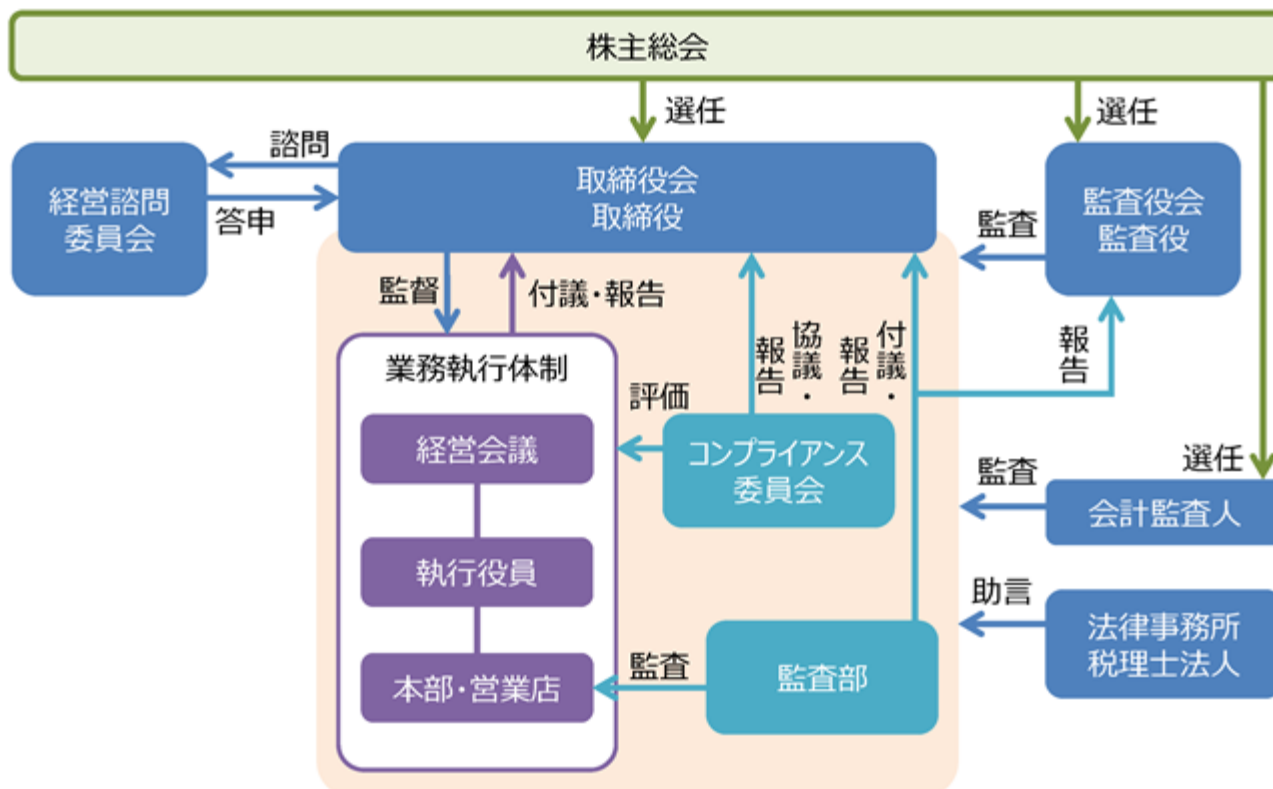 株主総会
選任
選任
諮問
取締役会
取締役
経営諮問
委員会
答申
監査役会
監査役
監査
監督
付議・報告
協議・
報告
付議・
報告
報告
業務執行体制
評価
経営会議
コンプライアンス
委員会
選任
監査
会計監査人
執行役員
助言
法律事務所
税理士法人
監査
監査部
本部・営業店